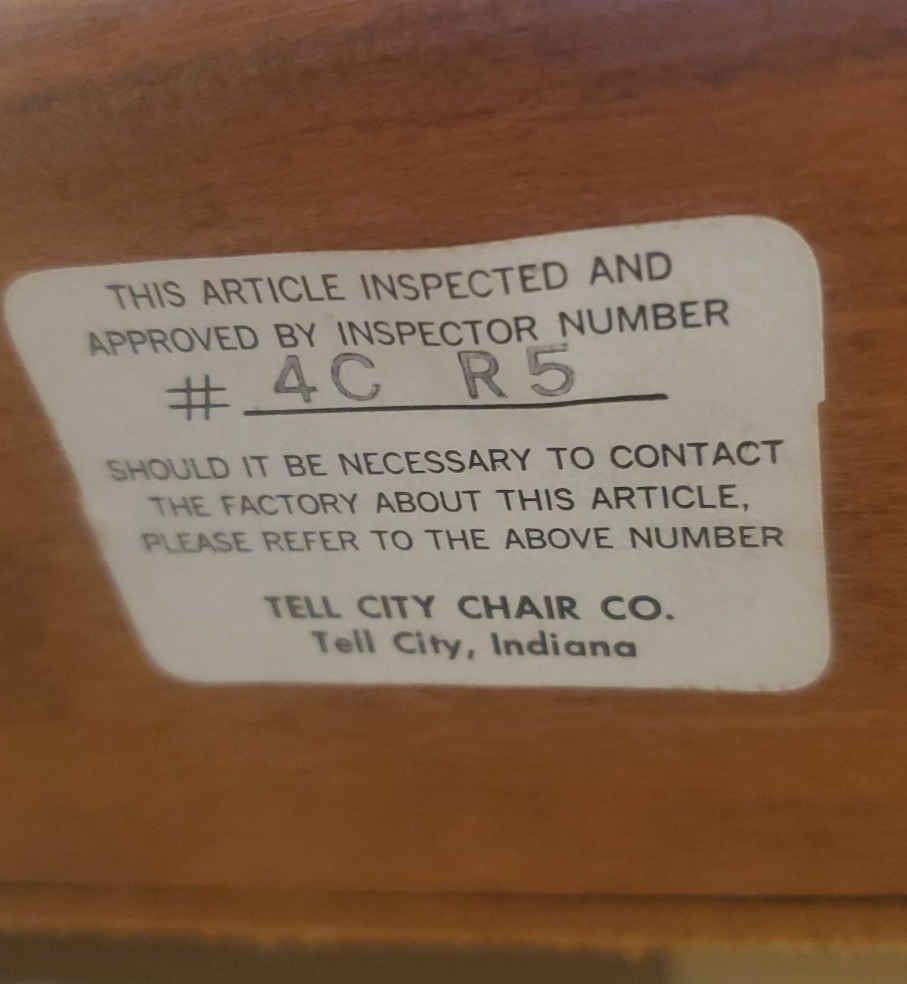 THIS ARTICLE INSPECTED AND
APPROVED BY INSPECTOR NUMBER
# 4C R5
SHOULD IT BE NECESSARY TO CONTACT
THE FACTORY ABOUT THIS ARTICLE,
PLEASE REFER TO THE ABOVE NUMBER
TELL CITY CHAIR CO.
Tell City, Indiana